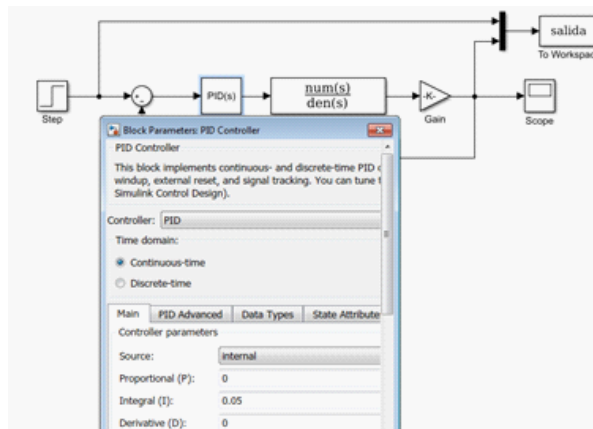 salida
To Workspac
Step
PID(s)
num(s)
den(s)
-K-
Gain
Scope
Block Parameters: PID Controller
PID Controller
This block implements continuous- and discrete-time PID c
windup, external reset, and signal tracking. You can tune t
Simulink Control Design).
Controller: PID
Time domain:
Continuous-time
Discrete-time
Main PID Advanced Data Types State Attribute
Controller parameters
Source: internal
Proportional (P): 0
Integral (I): 0.05
Derivative (D): 0